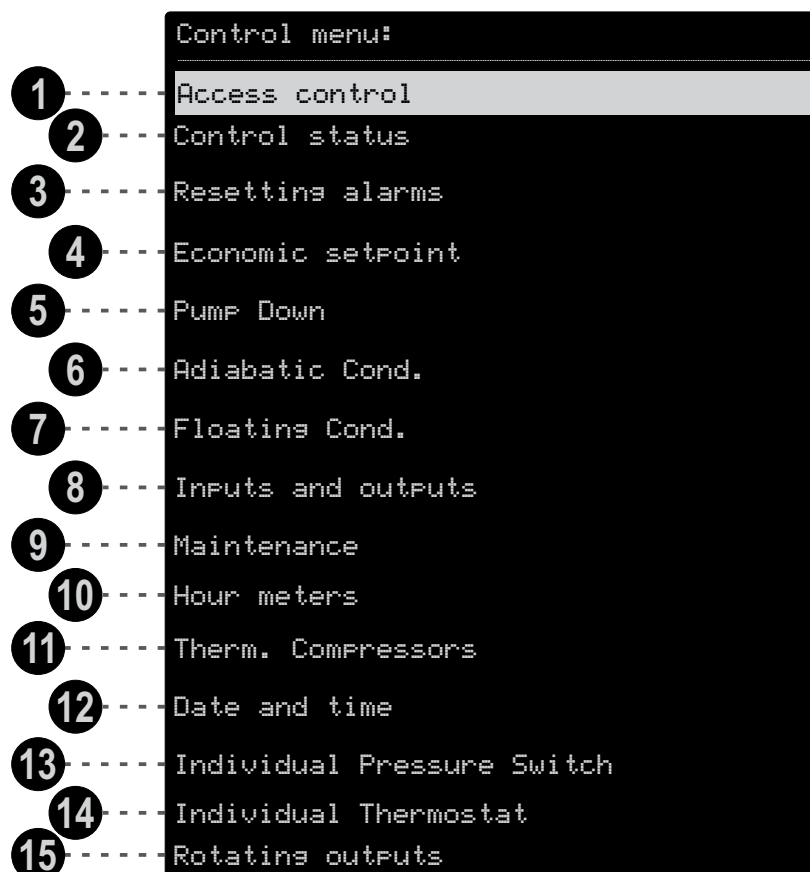 Control menu:
1 Access control
2 Control status
3 Resetting alarms
4 Economic setpoint
5 Pump Down
6 Adiabatic Cond.
7 Floating Cond.
8 Inputs and outputs
9 Maintenance
10 Hour meters
11 Therm. Compressors
12 Date and time
13 Individual Pressure Switch
14 Individual Thermostat
15 Rotating outputs